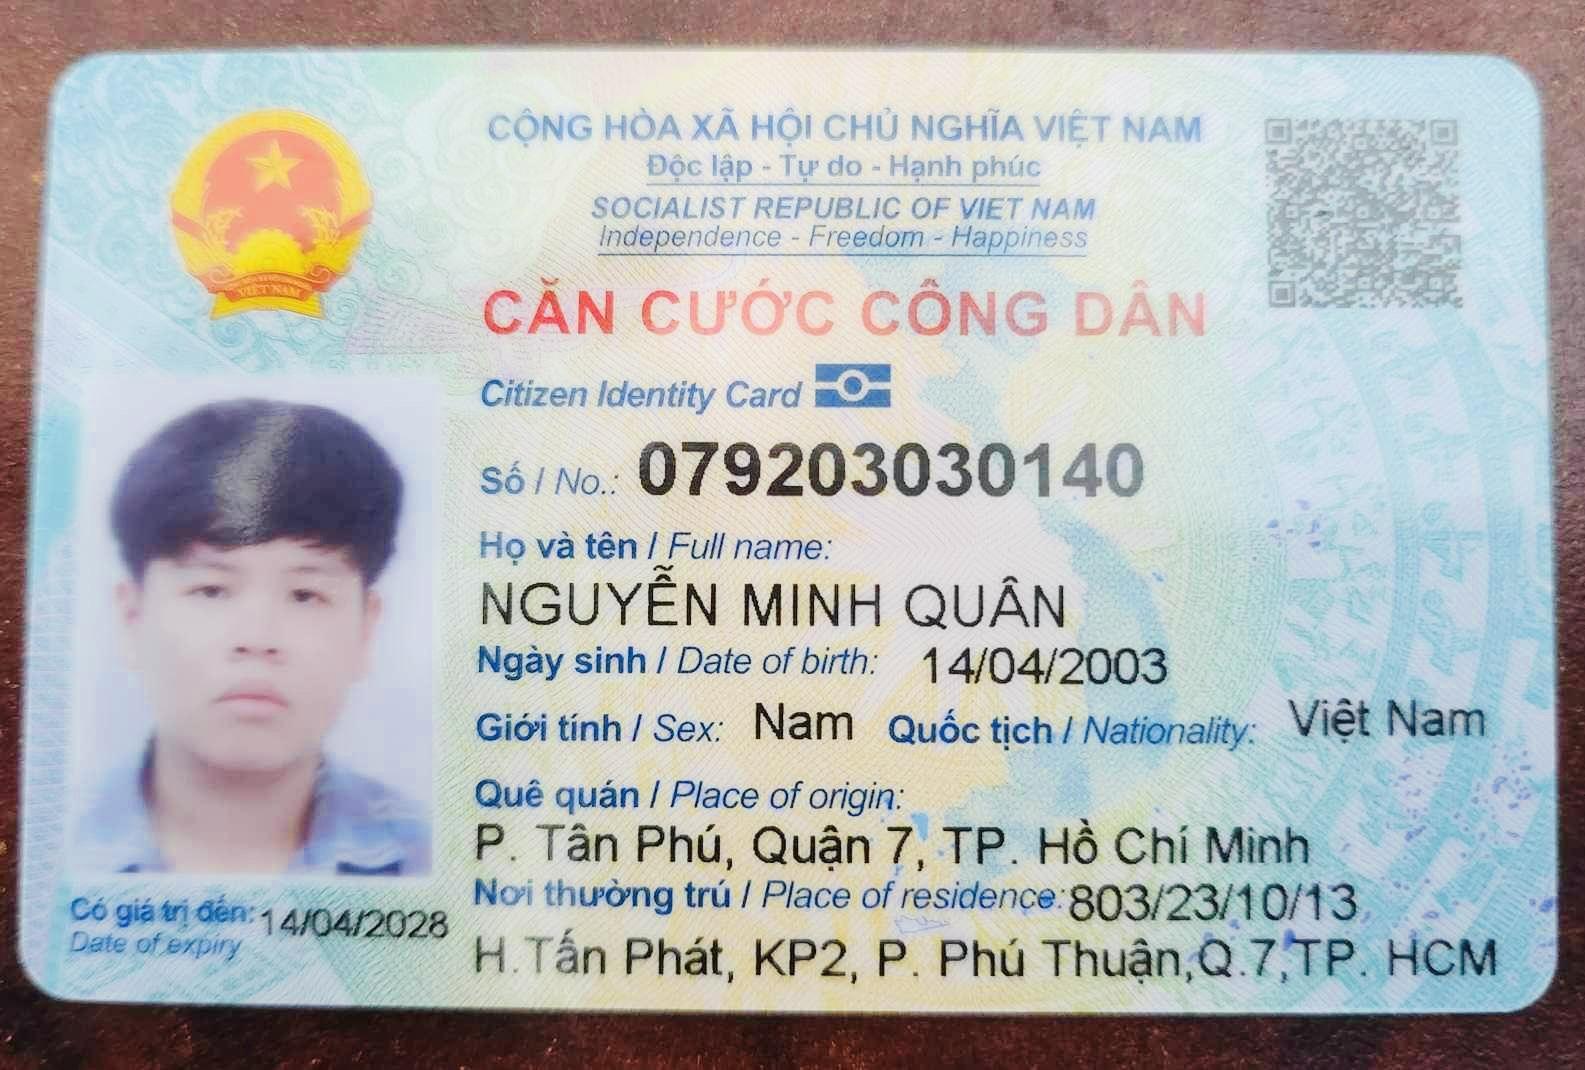 CỘNG HÒA XÃ HỘI CHỦ NGHĨA VIỆT NAM
Độc lập - Tự do - Hạnh phúc
SOCIALIST REPUBLIC OF VIET NAM
Independence - Freedom - Happiness
VIỆT NAM
CĂN CƯỚC CÔNG DÂN
Citizen Identity Card
Số / No.: 079203030140
Họ và tên / Full name:
NGUYỄN MINH QUÂN
Ngày sinh / Date of birth: 14/04/2003
Giới tính / Sex: Nam Quốc tịch / Nationality: Việt Nam
Quê quán / Place of origin:
P. Tân Phú, Quận 7, TP. Hồ Chí Minh
Nơi thường trú / Place of residence: 803/23/10/13
H.Tấn Phát, KP2, P. Phú Thuận,Q.7,TP. HCM
Có giá trị đến: 14/04/2028
Date of expiry